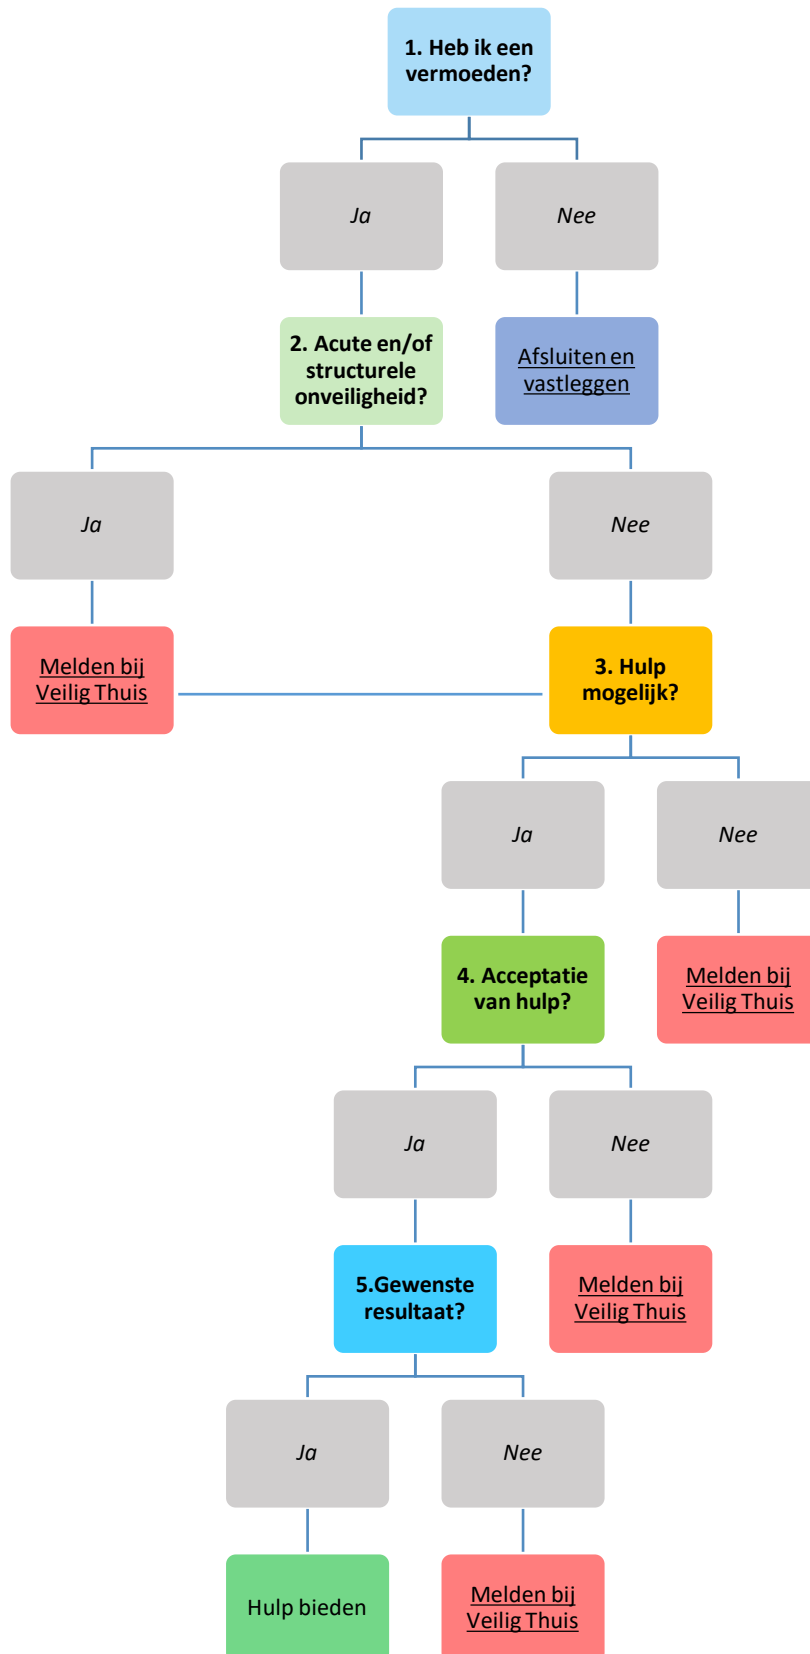 1. Heb ik een
vermoeden?
Ja
Nee
2. Acute en/of
structurele
onveiligheid?
Afsluiten en
vastleggen
Ja
Nee
Melden bij
Veilig Thuis
3. Hulp
mogelijk?
Ja
Nee
4. Acceptatie
van hulp?
Melden bij
Veilig Thuis
Ja
Nee
5.Gewenste
resultaat?
Melden bij
Veilig Thuis
Ja
Nee
Hulp bieden
Melden bij
Veilig Thuis